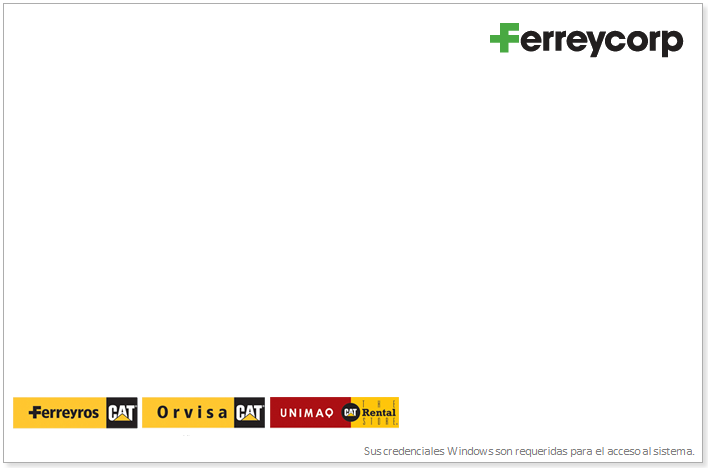 Ferreycorp
Ferreyros CAT
Orvisa CAT
UNIMAQ CAT THE Rental STORE
Sus credenciales Windows son requeridas para el acceso al sistema.